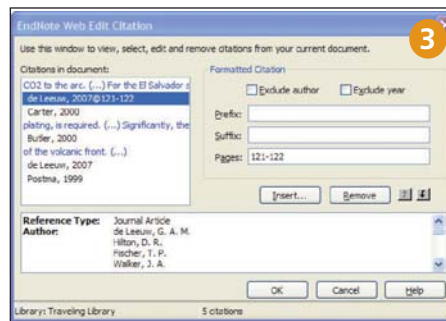 EndNote Web Edit Citation
3
Use this window to view, select, edit and remove citations from your current document.
Citations in document:
CO2 to the arc. (...) For the El Salvador s
de Leeuw, 2007@121-122
Carter, 2000
plating, is required. (...) Significantly, the
Butler, 2000
of the volcanic front. (...)
de Leeuw, 2007
Postma, 1999
Formatted Citation
Exclude author
Exclude year
Prefix:
Suffix:
Pages: 121-122
Insert...
Remove
Reference Type: Journal Article
Author: de Leeuw, G. A. M.
Hilton, D. R.
Fischer, T. P.
Walker, J. A.
OK
Cancel
Help
Library: Traveling Library
5 citations